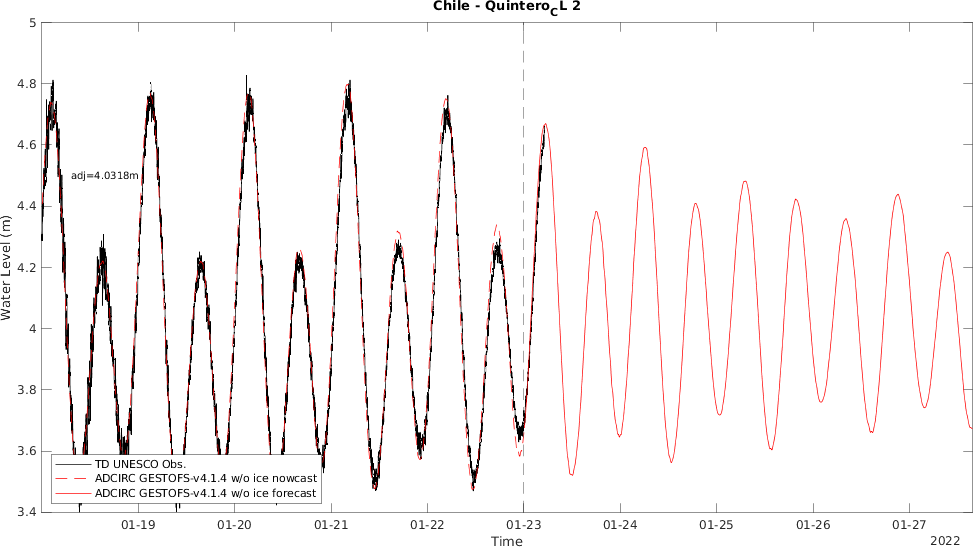 Chile - Quintero_CL 2
Water Level (m)
5
4.8
4.6
4.4
4.2
4
3.8
3.6
3.4
adj=4.0318m
TD UNESCO Obs.
ADCIRC GESTOFS-v4.1.4 w/o ice nowcast
ADCIRC GESTOFS-v4.1.4 w/o ice forecast
01-19 01-20 01-21 01-22 01-23 01-24 01-25 01-26 01-27
Time
2022